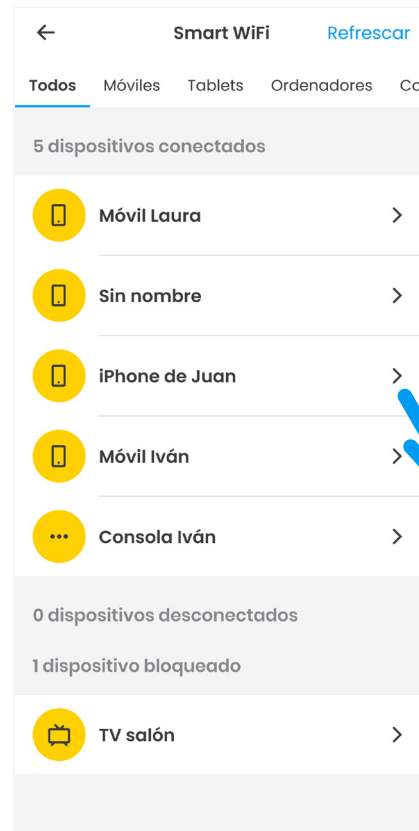 Smart WiFi Refrescar
Todos Móviles Tablets Ordenadores Co
5 dispositivos conectados
Móvil Laura
Sin nombre
iPhone de Juan
Móvil Iván
Consola Iván
0 dispositivos desconectados
1 dispositivo bloqueado
TV salón